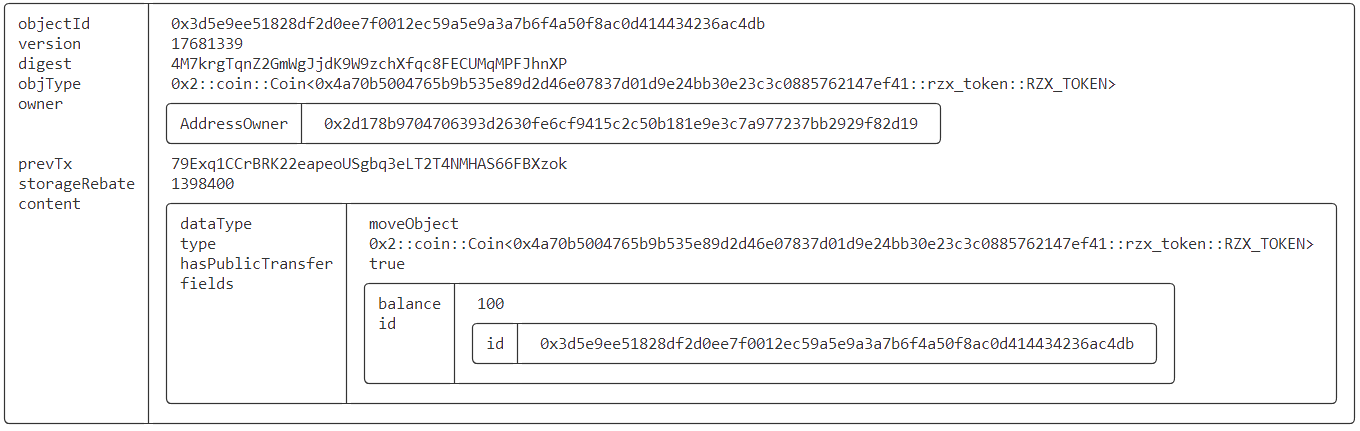 objectId 0x3d5e9ee51828df2d0ee7f0012ec59a5e9a3a7b6f4a50f8ac0d414434236ac4db
version 17681339
digest 4M7krgTqnZ2GmWgJjdK9W9zchXfqc8FECUMqMPFJhnXP
objType 0x2::coin::Coin<0x4a70b5004765b9b535e89d2d46e07837d01d9e24bb30e23c3c0885762147ef41::rzx_token::RZX_TOKEN>
owner
AddressOwner 0x2d178b9704706393d2630fe6cf9415c2c50b181e9e3c7a977237bb2929f82d19
prevTx 79Exq1CCrBRK22eapeoUSgbq3eLT2T4NMHAS66FBXzok
storageRebate 1398400
content
dataType moveObject
type 0x2::coin::Coin<0x4a70b5004765b9b535e89d2d46e07837d01d9e24bb30e23c3c0885762147ef41::rzx_token::RZX_TOKEN>
hasPublicTransfer true
fields
balance 100
id
id 0x3d5e9ee51828df2d0ee7f0012ec59a5e9a3a7b6f4a50f8ac0d414434236ac4db